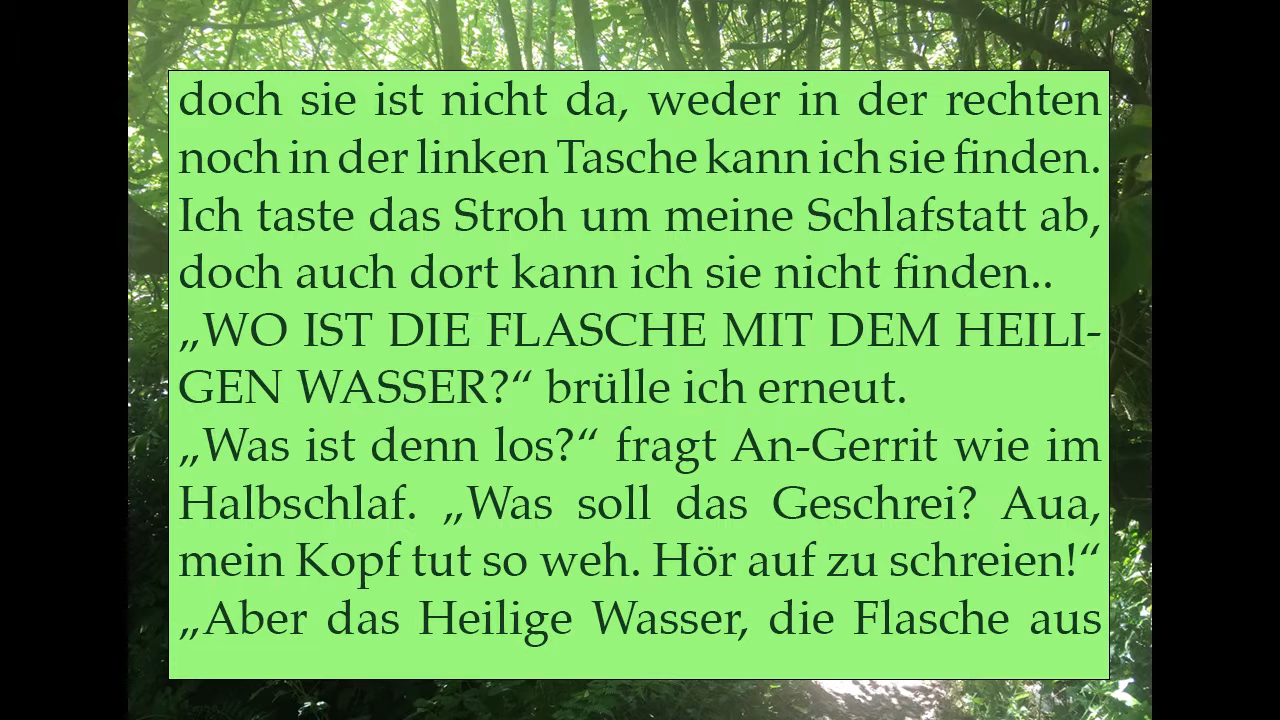 doch sie ist nicht da, weder in der rechten
noch in der linken Tasche kann ich sie finden.
Ich taste das Stroh um meine Schlafstatt ab,
doch auch dort kann ich sie nicht finden..
„WO IST DIE FLASCHE MIT DEM HEILI-
GEN WASSER?“ brülle ich erneut.
„Was ist denn los?“ fragt An-Gerrit wie im
Halbschlaf. „Was soll das Geschrei? Aua,
mein Kopf tut so weh. Hör auf zu schreien!“
„Aber das Heilige Wasser, die Flasche aus